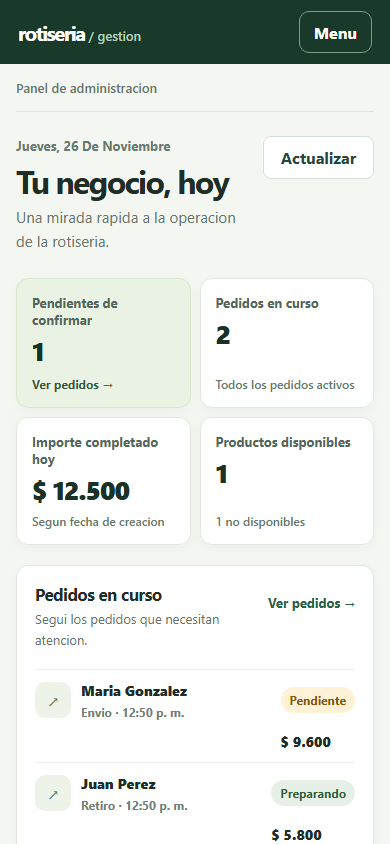 rotiseria / gestion
Menu
Panel de administracion
Jueves, 26 De Noviembre
Actualizar
Tu negocio, hoy
Una mirada rapida a la operacion
de la rotiseria.
Pendientes de
confirmar
1
Ver pedidos →
Pedidos en curso
2
Todos los pedidos activos
Importe completado
hoy
$ 12.500
Segun fecha de creacion
Productos disponibles
1
1 no disponibles
Pedidos en curso
Ver pedidos →
Segui los pedidos que necesitan
atencion.
↗
Maria Gonzalez
Pendiente
Envio · 12:50 p. m.
$ 9.600
↗
Juan Perez
Preparando
Retiro · 12:50 p. m.
$ 5.800